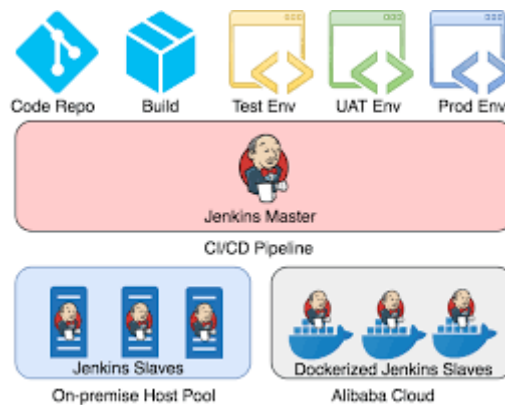 Code Repo Build Test Env UAT Env Prod Env
Jenkins Master
CI/CD Pipeline
Jenkins Slaves Dockerized Jenkins Slaves
On-premise Host Pool Alibaba Cloud